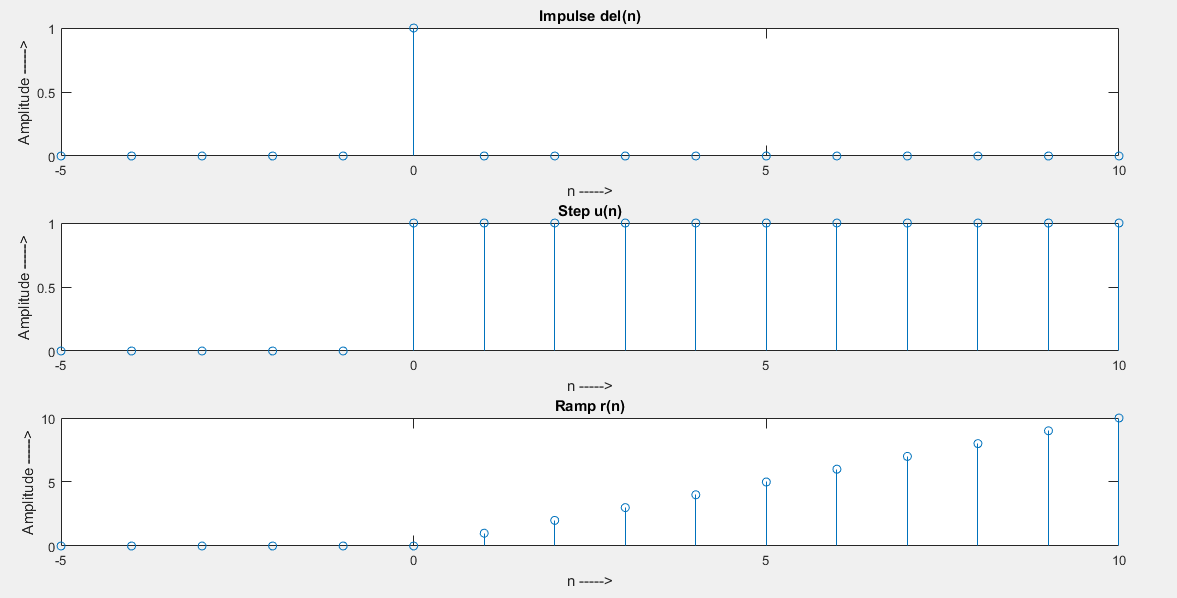 Impulse del(n)
Amplitude ----->
1
0.5
0
-5
0
5
10
n ----->
Step u(n)
Amplitude ----->
1
0.5
0
-5
0
5
10
n ----->
Ramp r(n)
Amplitude ----->
10
5
0
-5
0
5
10
n ----->